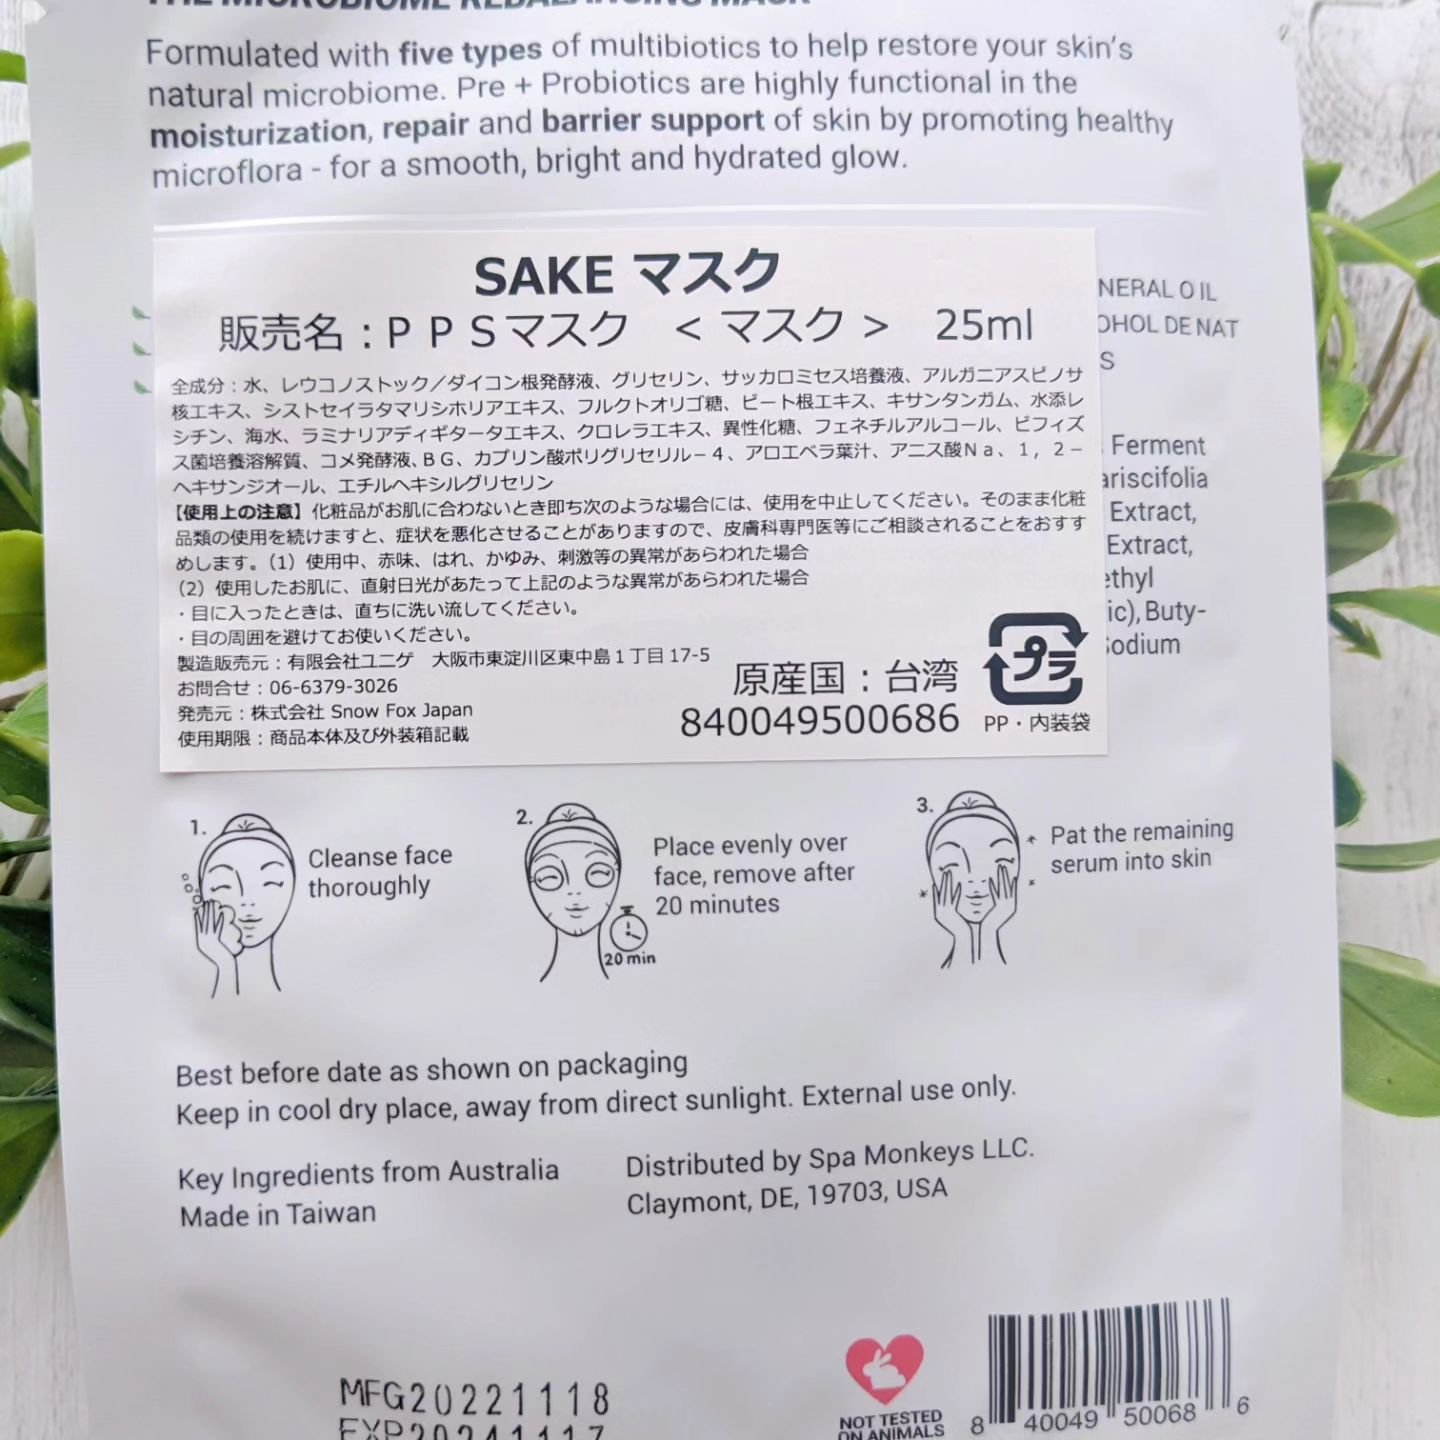 THE MICROBIOME REBALANCING MASK
Formulated with five types of multibiotics to help restore your skin's
natural microbiome. Pre + Probiotics are highly functional in the
moisturization, repair and barrier support of skin by promoting healthy
microflora - for a smooth, bright and hydrated glow.
SAKE マスク
販売名：ＰＰＳマスク ＜マスク＞ 25ml
全成分：水、レウコノストック／ダイコン根発酵液、グリセリン、サッカロミセス培養液、アルガニアスピノサ
核エキス、シストセイラタマリシホリアエキス、フルクトオリゴ糖、ビート根エキス、キサンタンガム、水添レ
シチン、海水、ラミナリアディギタータエキス、クロレラエキス、異性化糖、フェネチルアルコール、ビフィズ
ス菌培養溶解質、コメ発酵液、ＢＧ、カプリン酸ポリグリセリル－４、アロエベラ葉汁、アニス酸Ｎａ、１，２－
ヘキサンジオール、エチルヘキシルグリセリン
【使用上の注意】化粧品がお肌に合わないとき即ち次のような場合には、使用を中止してください。そのまま化粧
品類の使用を続けますと、症状を悪化させることがありますので、皮膚科専門医等にご相談されることをおすす
めします。（1）使用中、赤味、はれ、かゆみ、刺激等の異常があらわれた場合
（2）使用したお肌に、直射日光があたって上記のような異常があらわれた場合
・目に入ったときは、直ちに洗い流してください。
・目の周囲を避けてお使いください。
製造販売元：有限会社ユニゲ 大阪市東淀川区東中島１丁目17-5
お問合せ：06-6379-3026
発売元：株式会社 Snow Fox Japan
使用期限：商品本体及び外装箱記載
原産国：台湾
840049500686
プラ
PP・内装袋
NERAL OIL
OHOL DENAT
S
Ferment
ariscifolia
Extract,
Extract,
ethyl
ic), Buty-
Sodium
1. Cleanse face
thoroughly
2. Place evenly over
face, remove after
20 minutes
20 min
3. Pat the remaining
serum into skin
Best before date as shown on packaging
Keep in cool dry place, away from direct sunlight. External use only.
Key Ingredients from Australia
Made in Taiwan
Distributed by Spa Monkeys LLC.
Claymont, DE, 19703, USA
MFG20221118
EXP20241117
NOT TESTED
ON ANIMALS
8 40049 50068 6